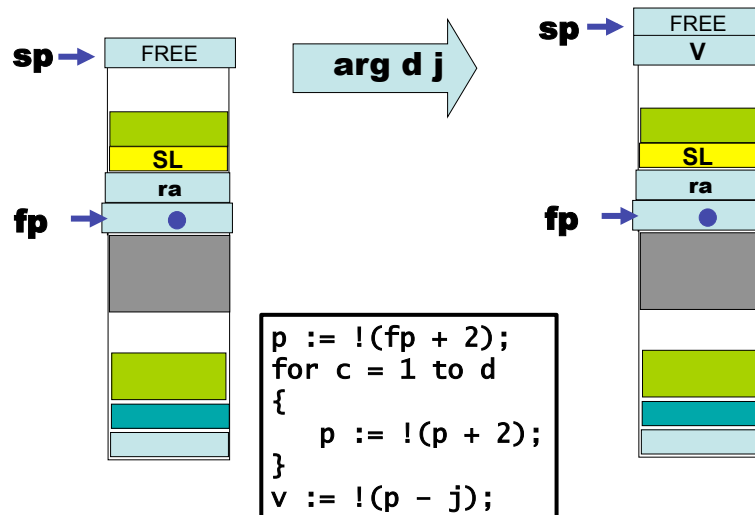 sp
FREE
arg d j
sp
FREE
V
SL
ra
fp
SL
ra
fp
p := !(fp + 2);
for c = 1 to d
{
p := !(p + 2);
}
v := !(p - j);